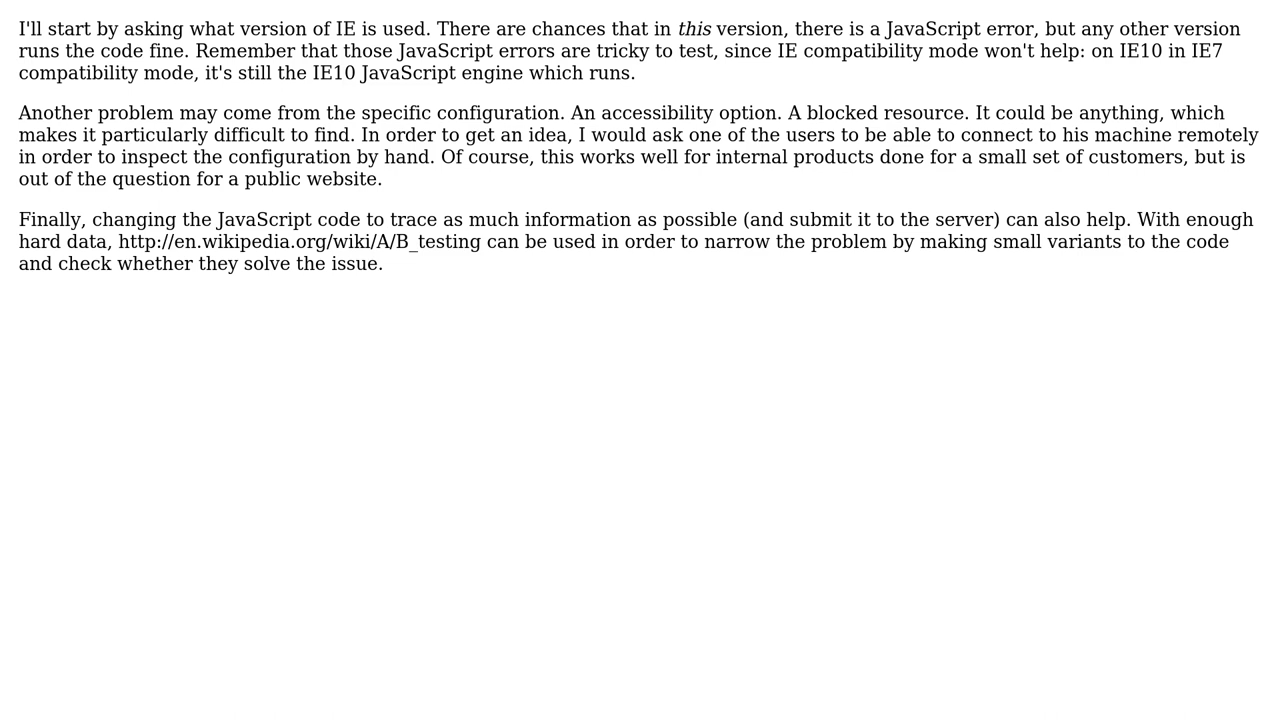 I'll start by asking what version of IE is used. There are chances that in this version, there is a JavaScript error, but any other version
runs the code fine. Remember that those JavaScript errors are tricky to test, since IE compatibility mode won't help: on IE10 in IE7
compatibility mode, it's still the IE10 JavaScript engine which runs.
Another problem may come from the specific configuration. An accessibility option. A blocked resource. It could be anything, which
makes it particularly difficult to find. In order to get an idea, I would ask one of the users to be able to connect to his machine remotely
in order to inspect the configuration by hand. Of course, this works well for internal products done for a small set of customers, but is
out of the question for a public website.
Finally, changing the JavaScript code to trace as much information as possible (and submit it to the server) can also help. With enough
hard data, http://en.wikipedia.org/wiki/A/B_testing can be used in order to narrow the problem by making small variants to the code
and check whether they solve the issue.